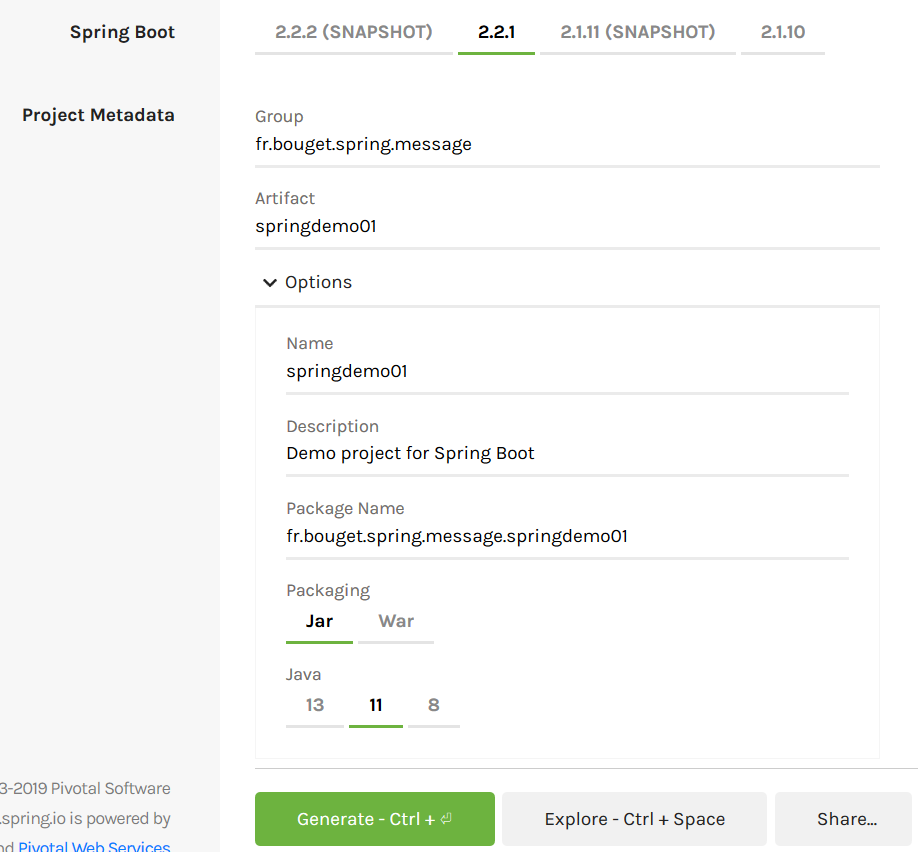 Spring Boot
2.2.2 (SNAPSHOT) 2.2.1 2.1.11 (SNAPSHOT) 2.1.10
Project Metadata
Group
fr.bouget.spring.message
Artifact
springdemo01
Options
Name
springdemo01
Description
Demo project for Spring Boot
Package Name
fr.bouget.spring.message.springdemo01
Packaging
Jar War
Java
13 11 8
3-2019 Pivotal Software
.spring.io is powered by
nd Pivotal Web Services
Generate - Ctrl + ⏎
Explore - Ctrl + Space
Share...